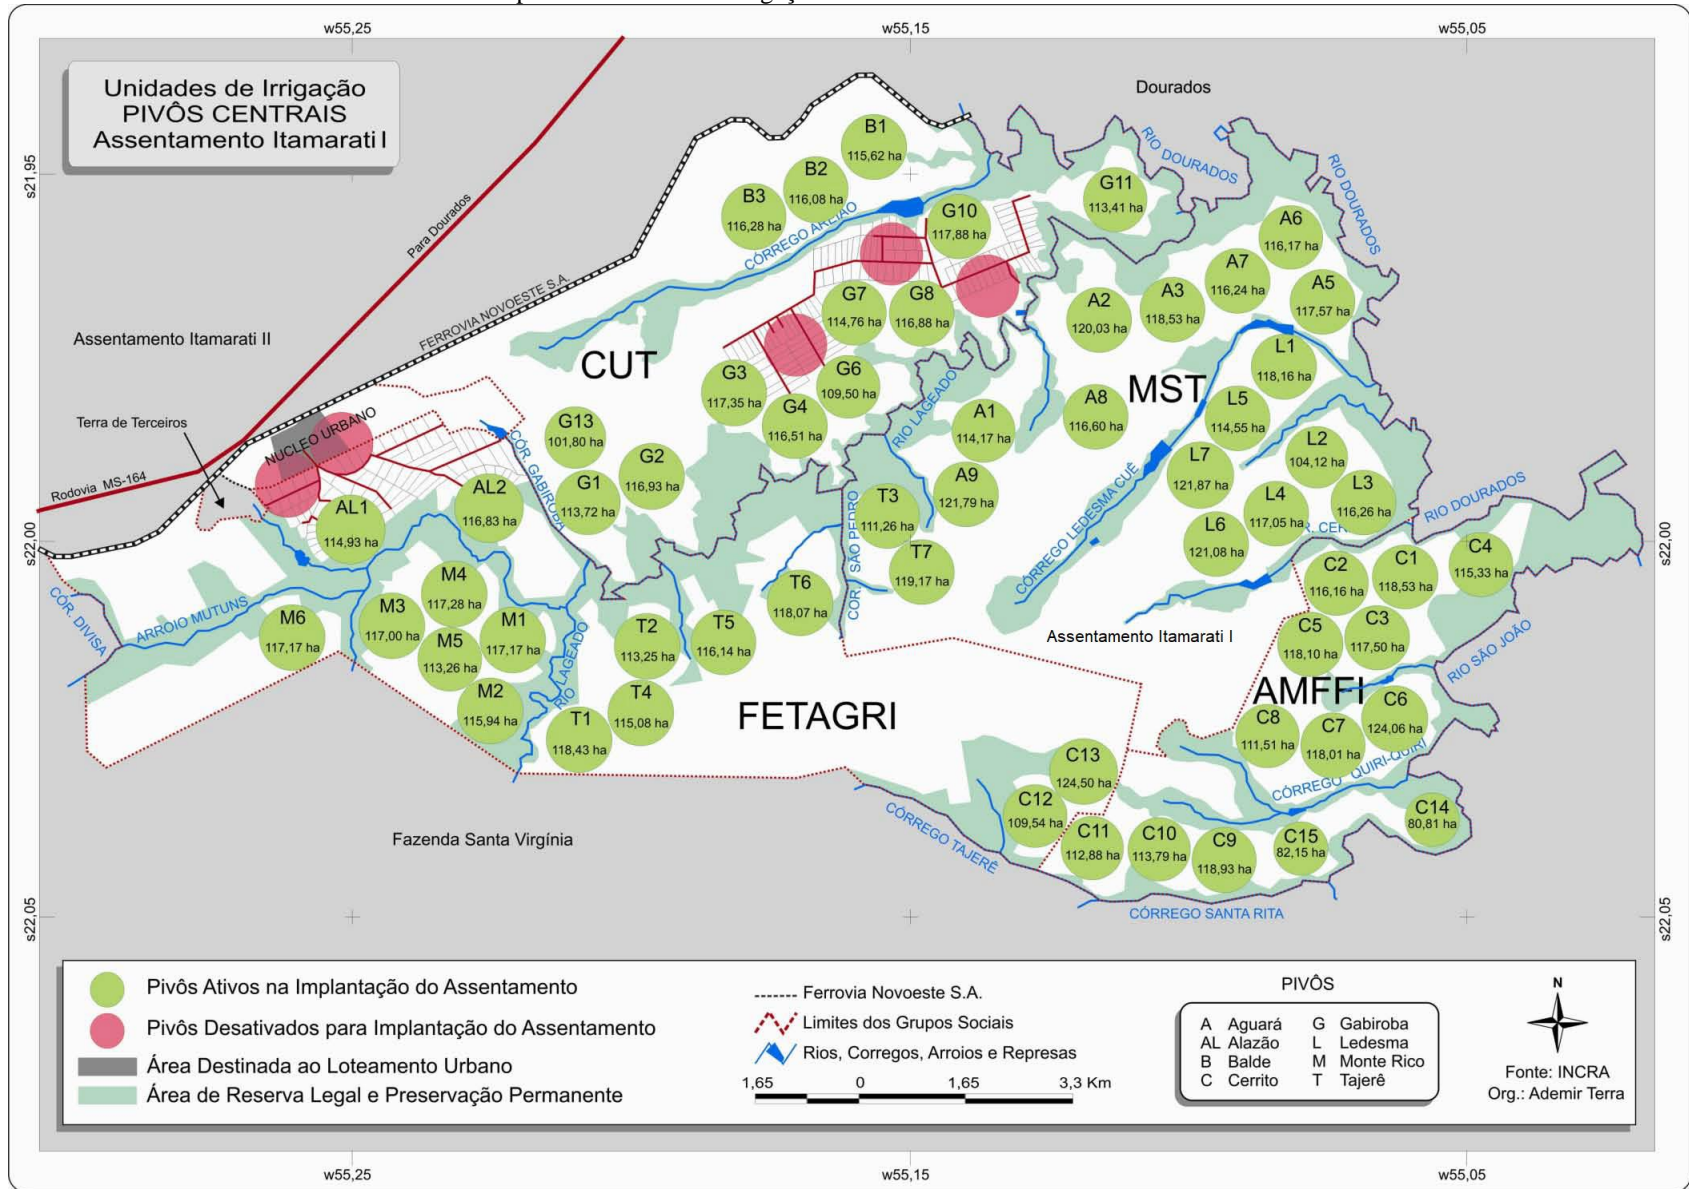 w55,25
w55,15
w55,05
Unidades de Irrigação
PIVÔS CENTRAIS
Assentamento Itamarati I
Dourados
s21,95
s22,00
s22,05
s22,00
s22,05
Para Dourados
FERROVIA NOVOESTE S.A.
Rodovia MS-164
Assentamento Itamarati II
Terra de Terceiros
NUCLEO URBANO
CUT
MST
FETAGRI
AMFFI
Assentamento Itamarati I
Fazenda Santa Virgínia
RIO DOURADOS
RIO DOURADOS
RIO DOURADOS
CÓRREGO AREIÃO
RIO LAGEADO
RIO LAGEADO
CÓR. GABIROBA
CÓR. SÃO PEDRO
CÓRREGO LEDESMA CUÊ
CÓR. DIVISA
ARROIO MUTUNS
RIO SÃO JOÃO
CÓRREGO QUIRI-QUIRI
CÓRREGO TAJERÊ
CÓRREGO SANTA RITA
B1
115,62 ha
B2
116,08 ha
B3
116,28 ha
G11
113,41 ha
G10
117,88 ha
A6
116,17 ha
A7
116,24 ha
A5
117,57 ha
A3
118,53 ha
A2
120,03 ha
G7
114,76 ha
G8
116,88 ha
L1
118,16 ha
G3
117,35 ha
G6
109,50 ha
G4
116,51 ha
A1
114,17 ha
A8
116,60 ha
L5
114,55 ha
L2
104,12 ha
G13
101,80 ha
G2
116,93 ha
G1
113,72 ha
A9
121,79 ha
L7
121,87 ha
L4
117,05 ha
L3
116,26 ha
AL1
114,93 ha
AL2
116,83 ha
T3
111,26 ha
T7
119,17 ha
L6
121,08 ha
C2
116,16 ha
C1
118,53 ha
C4
115,33 ha
M4
117,28 ha
M3
117,00 ha
M6
117,17 ha
M5
113,26 ha
M1
117,17 ha
M2
115,94 ha
T2
113,25 ha
T5
116,14 ha
T6
118,07 ha
T4
115,08 ha
T1
118,43 ha
C5
118,10 ha
C3
117,50 ha
C6
124,06 ha
C8
111,51 ha
C7
118,01 ha
C13
124,50 ha
C12
109,54 ha
C11
112,88 ha
C10
113,79 ha
C9
118,93 ha
C15
82,15 ha
C14
80,81 ha
Pivôs Ativos na Implantação do Assentamento
Pivôs Desativados para Implantação do Assentamento
Área Destinada ao Loteamento Urbano
Área de Reserva Legal e Preservação Permanente
Ferrovia Novoeste S.A.
Limites dos Grupos Sociais
Rios, Corregos, Arroios e Represas
1,65 0 1,65 3,3 Km
PIVÔS
A Aguará G Gabiroba
AL Alazão L Ledesma
B Balde M Monte Rico
C Cerrito T Tajerê
N
Fonte: INCRA
Org.: Ademir Terra
w55,25
w55,15
w55,05